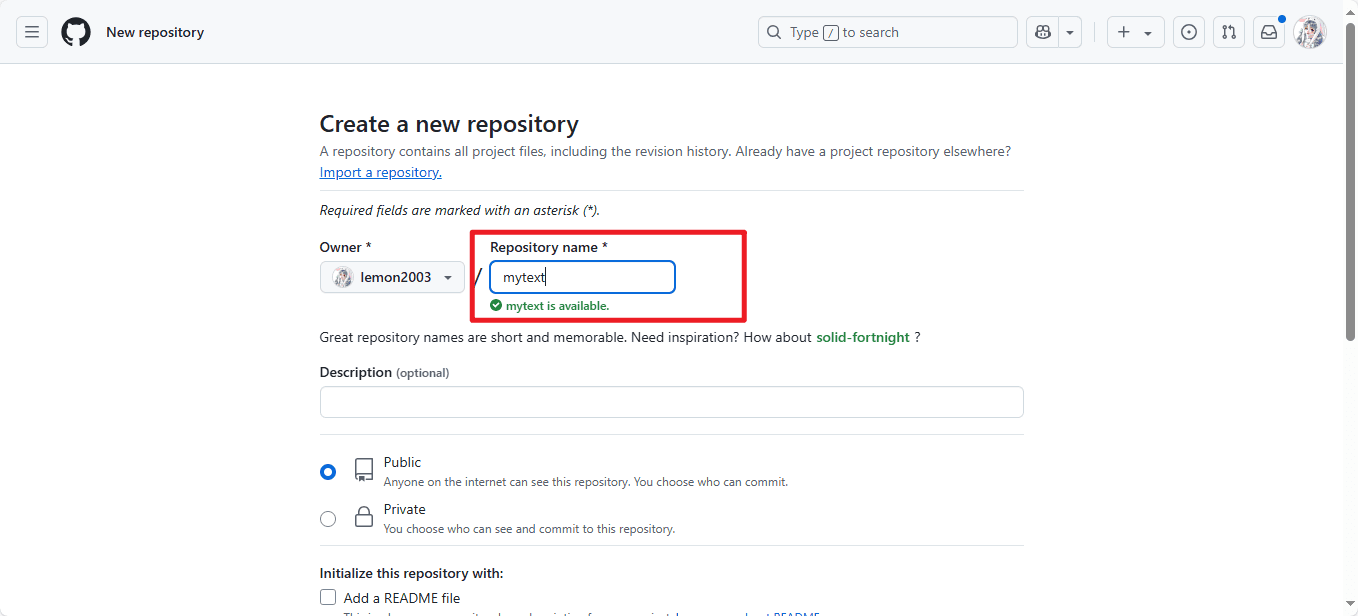 New repository
Type / to search
Create a new repository
A repository contains all project files, including the revision history. Already have a project repository elsewhere?
Import a repository.
Required fields are marked with an asterisk (*).
Owner *
Repository name *
lemon2003
/
mytext
mytext is available.
Great repository names are short and memorable. Need inspiration? How about solid-fortnight ?
Description (optional)
Public
Anyone on the internet can see this repository. You choose who can commit.
Private
You choose who can see and commit to this repository.
Initialize this repository with:
Add a README file